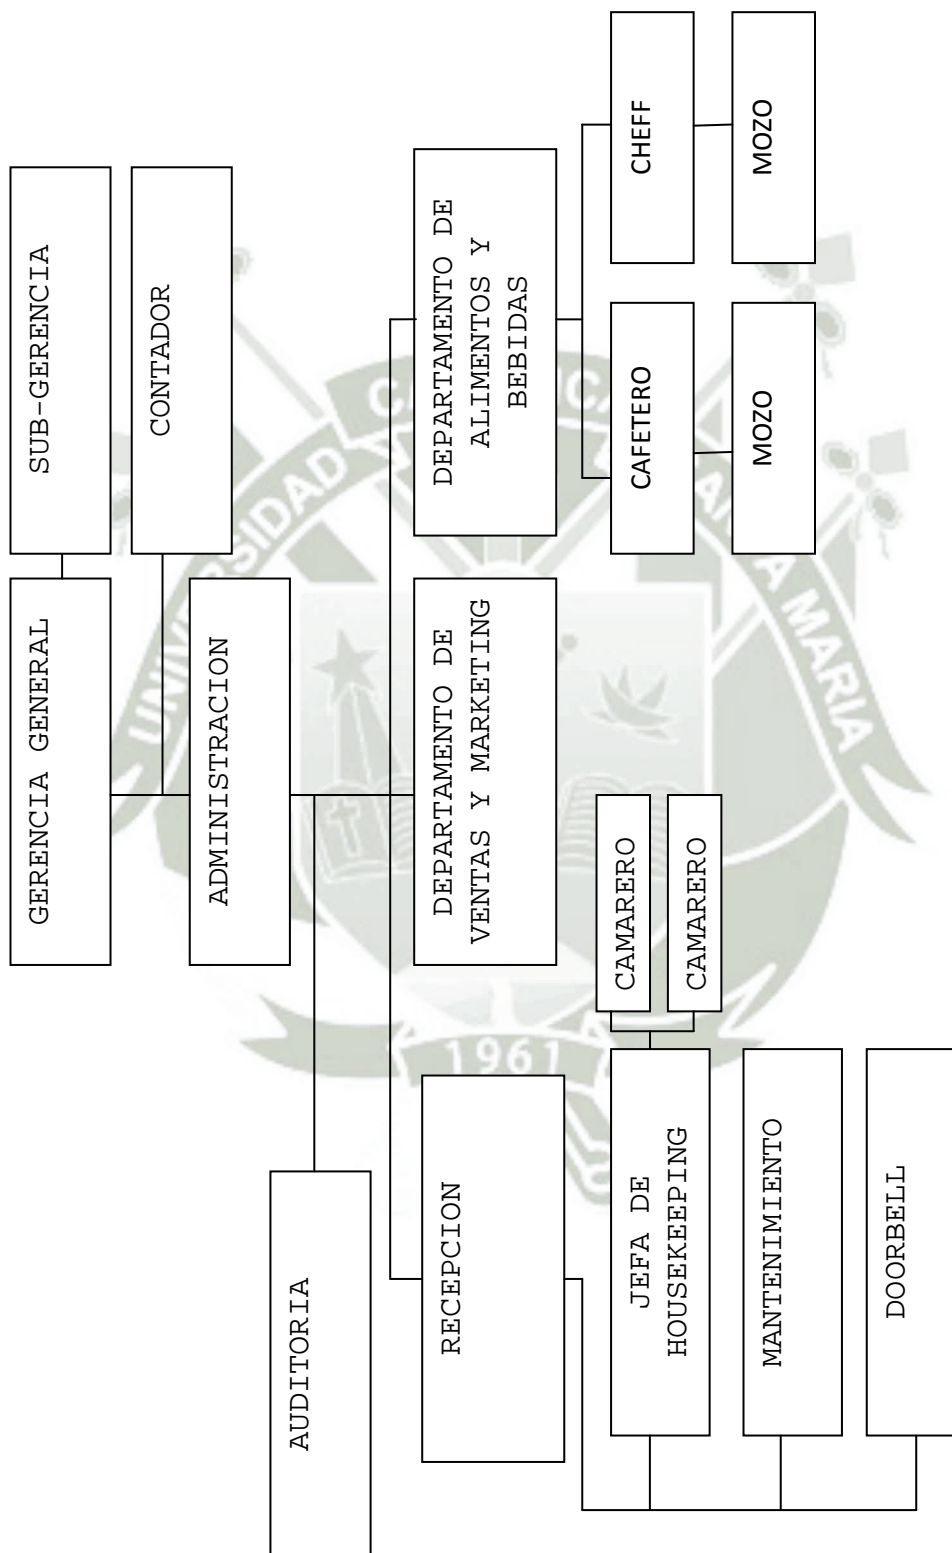 GERENCIA GENERAL
SUB-GERENCIA
CONTADOR
ADMINISTRACION
AUDITORIA
RECEPCION
DEPARTAMENTO DE
VENTAS Y MARKETING
DEPARTAMENTO DE
ALIMENTOS Y
BEBIDAS
JEFA DE
HOUSEKEEPING
CAMARERO
CAMARERO
MANTENIMIENTO
DOORBELL
CAFETERO
MOZO
CHEFF
MOZO
1961